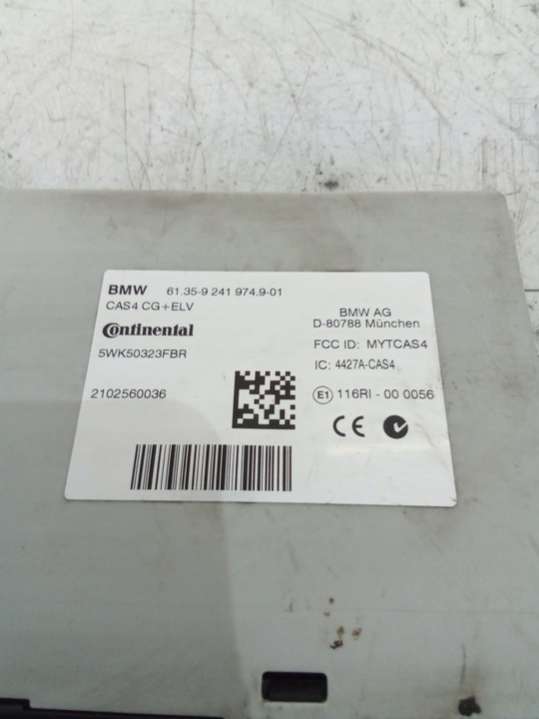 BMW 61.35-9 241 974.9-01
CAS4 CG+ELV
Continental
5WK50323FBR
2102560036
BMW AG
D-80788 München
FCC ID: MYTCAS4
IC: 4427A-CAS4
E1 116RI - 00 0056
CE